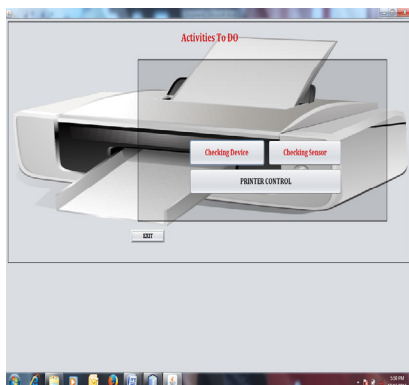 Activities To DO
Checking Device Checking Sensor
PRINTER CONTROL
EXIT